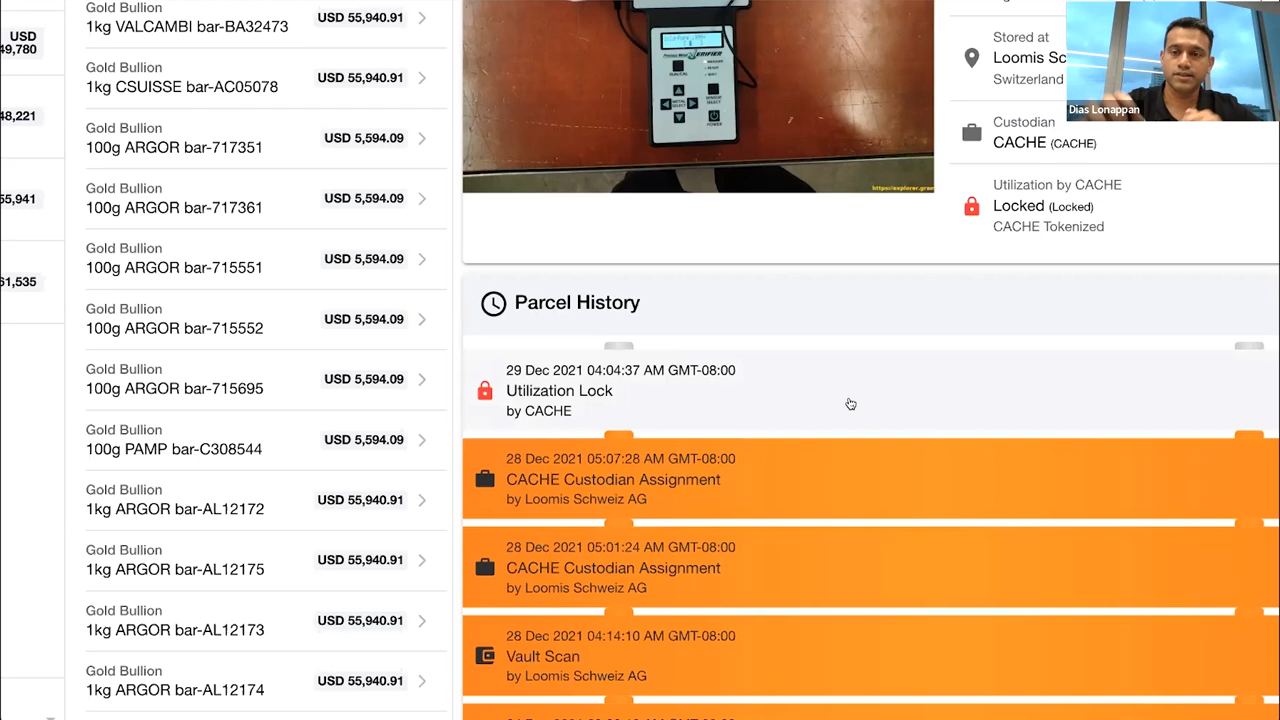 USD
49,780
48,221
55,941
61,535
Gold Bullion
1kg VALCAMBI bar-BA32473
USD 55,940.91
Gold Bullion
1kg CSUISSE bar-AC05078
USD 55,940.91
Gold Bullion
100g ARGOR bar-717351
USD 5,594.09
Gold Bullion
100g ARGOR bar-717361
USD 5,594.09
Gold Bullion
100g ARGOR bar-715551
USD 5,594.09
Gold Bullion
100g ARGOR bar-715552
USD 5,594.09
Gold Bullion
100g ARGOR bar-715695
USD 5,594.09
Gold Bullion
100g PAMP bar-C308544
USD 5,594.09
Gold Bullion
1kg ARGOR bar-AL12172
USD 55,940.91
Gold Bullion
1kg ARGOR bar-AL12175
USD 55,940.91
Gold Bullion
1kg ARGOR bar-AL12173
USD 55,940.91
Gold Bullion
1kg ARGOR bar-AL12174
USD 55,940.91
VERIFIER
RUN/CAL
METAL
SELECT
SENSOR
SELECT
POWER
https://explorer.gram
Stored at
Loomis Sc
Switzerland
Dias Lonappan
Custodian
CACHE (CACHE)
Utilization by CACHE
Locked (Locked)
CACHE Tokenized
Parcel History
29 Dec 2021 04:04:37 AM GMT-08:00
Utilization Lock
by CACHE
28 Dec 2021 05:07:28 AM GMT-08:00
CACHE Custodian Assignment
by Loomis Schweiz AG
28 Dec 2021 05:01:24 AM GMT-08:00
CACHE Custodian Assignment
by Loomis Schweiz AG
28 Dec 2021 04:14:10 AM GMT-08:00
Vault Scan
by Loomis Schweiz AG